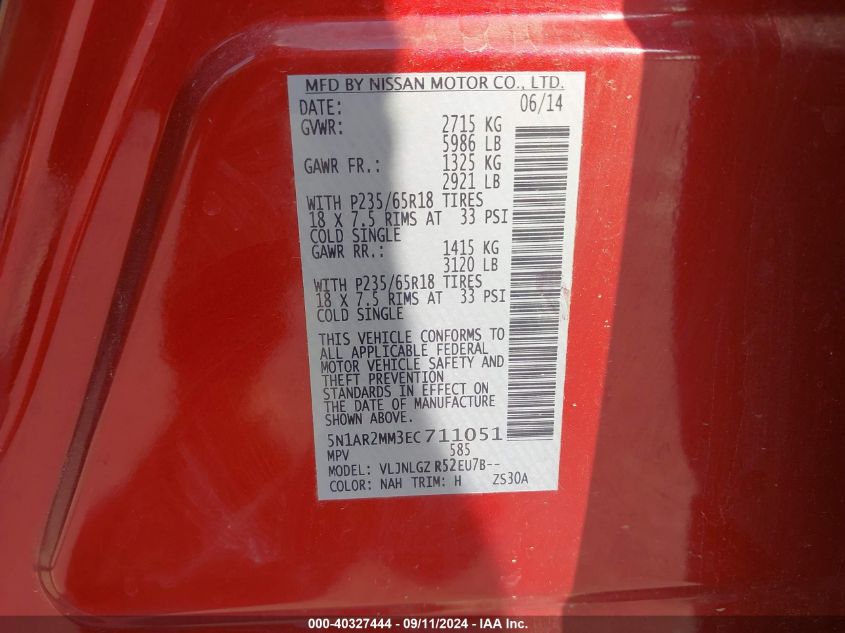 MFD BY NISSAN MOTOR CO., LTD.
DATE: 06/14
GVWR: 2715 KG
5986 LB
GAWR FR.: 1325 KG
2921 LB
WITH P235/65R18 TIRES
18 X 7.5 RIMS AT 33 PSI
COLD SINGLE
GAWR RR.: 1415 KG
3120 LB
WITH P235/65R18 TIRES
18 X 7.5 RIMS AT 33 PSI
COLD SINGLE
THIS VEHICLE CONFORMS TO
ALL APPLICABLE FEDERAL
MOTOR VEHICLE SAFETY AND
THEFT PREVENTION
STANDARDS IN EFFECT ON
THE DATE OF MANUFACTURE
SHOWN ABOVE.
5N1AR2MM3EC711051
MPV 585
MODEL: VLJNLGZ R52EU7B--
COLOR: NAH TRIM: H ZS30A
000-40327444 - 09/11/2024 - IAA Inc.